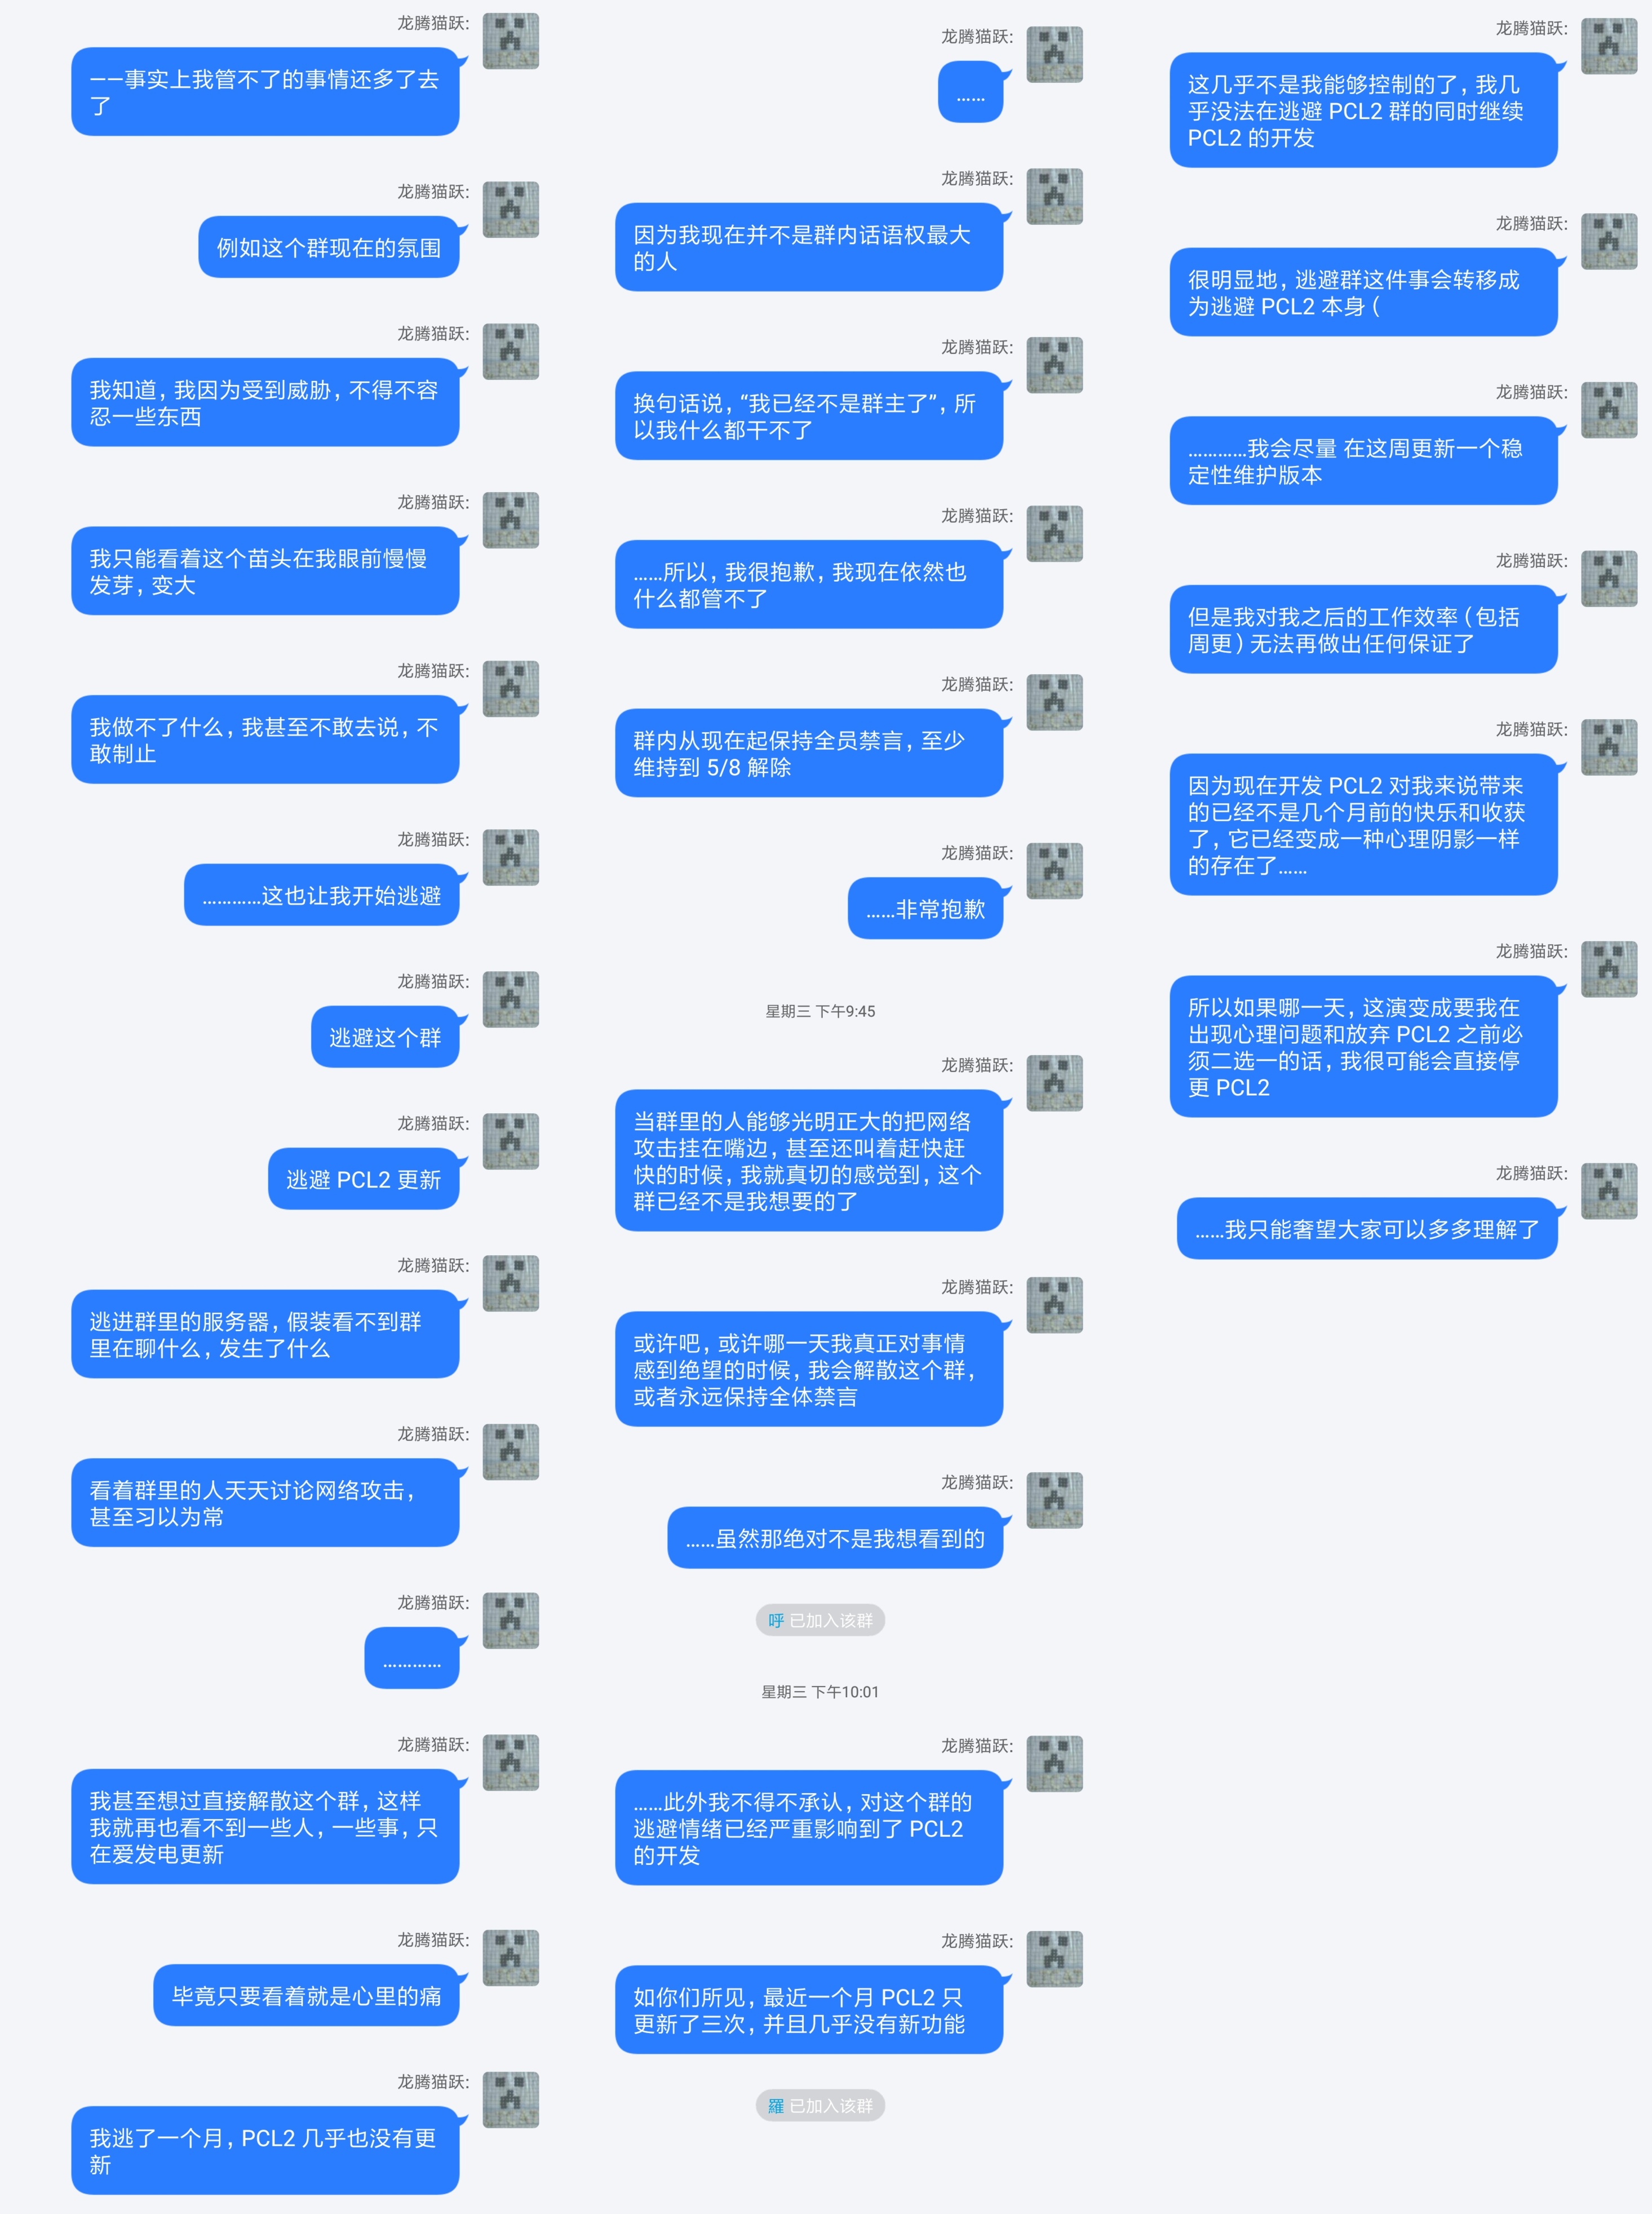 龙腾猫跃:
——事实上我管不了的事情还多了去
了
龙腾猫跃:
例如这个群现在的氛围
龙腾猫跃:
我知道，我因为受到威胁，不得不容
忍一些东西
龙腾猫跃:
我只能看着这个苗头在我眼前慢慢
发芽，变大
龙腾猫跃:
我做不了什么，我甚至不敢去说，不
敢制止
龙腾猫跃:
…………这也让我开始逃避
龙腾猫跃:
逃避这个群
龙腾猫跃:
逃避 PCL2 更新
龙腾猫跃:
逃进群里的服务器，假装看不到群
里在聊什么，发生了什么
龙腾猫跃:
看着群里的人天天讨论网络攻击，
甚至习以为常
龙腾猫跃:
…………
龙腾猫跃:
我甚至想过直接解散这个群，这样
我就再也看不到一些人，一些事，只
在爱发电更新
龙腾猫跃:
毕竟只要看着就是心里的痛
龙腾猫跃:
我逃了一个月，PCL2 几乎也没有更
新
龙腾猫跃:
……
龙腾猫跃:
因为我现在并不是群内话语权最大
的人
龙腾猫跃:
换句话说，“我已经不是群主了”，所
以我什么都干不了
龙腾猫跃:
……所以，我很抱歉，我现在依然也
什么都管不了
龙腾猫跃:
群内从现在起保持全员禁言，至少
维持到 5/8 解除
龙腾猫跃:
……非常抱歉
星期三 下午9:45
龙腾猫跃:
当群里的人能够光明正大的把网络
攻击挂在嘴边，甚至还叫着赶快赶
快的时候，我就真切的感觉到，这个
群已经不是我想要的了
龙腾猫跃:
或许吧，或许哪一天我真正对事情
感到绝望的时候，我会解散这个群，
或者永远保持全体禁言
龙腾猫跃:
……虽然那绝对不是我想看到的
呼 已加入该群
星期三 下午10:01
龙腾猫跃:
……此外我不得不承认，对这个群的
逃避情绪已经严重影响到了 PCL2
的开发
龙腾猫跃:
如你们所见，最近一个月 PCL2 只
更新了三次，并且几乎没有新功能
羅 已加入该群
龙腾猫跃:
这几乎不是我能够控制的了，我几
乎没法在逃避 PCL2 群的同时继续
PCL2 的开发
龙腾猫跃:
很明显地，逃避群这件事会转移成
为逃避 PCL2 本身（
龙腾猫跃:
…………我会尽量 在这周更新一个稳
定性维护版本
龙腾猫跃:
但是我对我之后的工作效率（包括
周更）无法再做出任何保证了
龙腾猫跃:
因为现在开发 PCL2 对我来说带来
的已经不是几个月前的快乐和收获
了，它已经变成一种心理阴影一样
的存在了……
龙腾猫跃:
所以如果哪一天，这演变成要我在
出现心理问题和放弃 PCL2 之前必
须二选一的话，我很可能会直接停
更 PCL2
龙腾猫跃:
……我只能奢望大家可以多多理解了